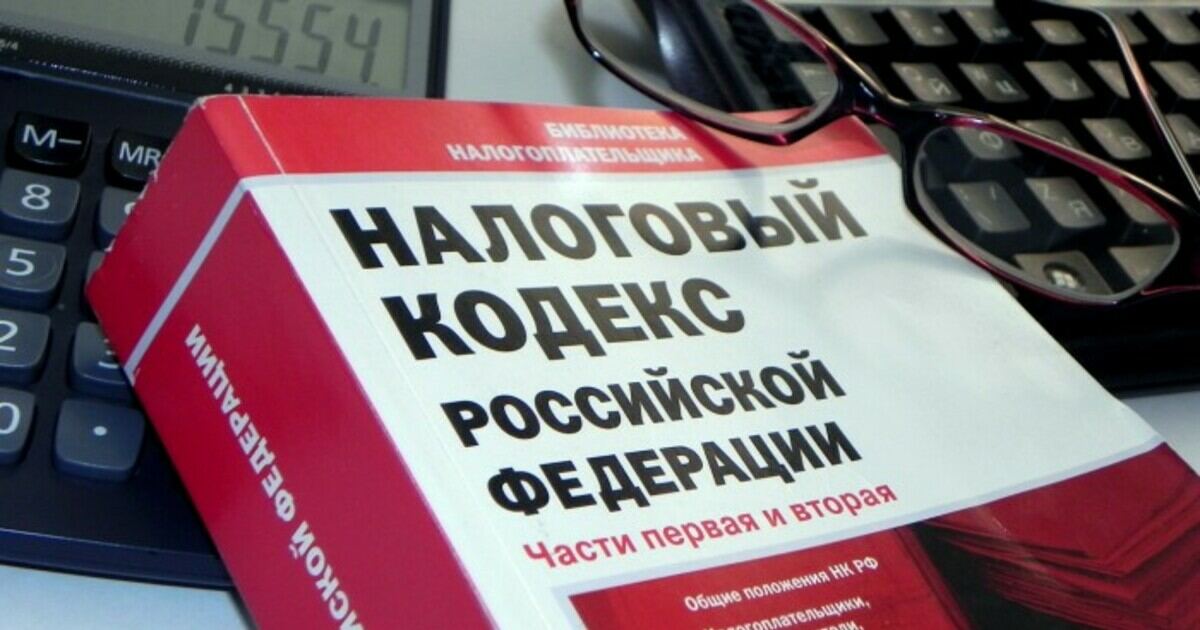 15554
M−
MR
8
5
2
0
.
БИБЛИОТЕКА
НАЛОГОПЛАТЕЛЬЩИКА
НАЛОГОВЫЙ
КОДЕКС
РОССИЙСКОЙ
ФЕДЕРАЦИИ
Части первая и вторая
Общие положения НК РФ
ФЕДЕРАЦИИ
Й
Ц
У
Ф
В
Я